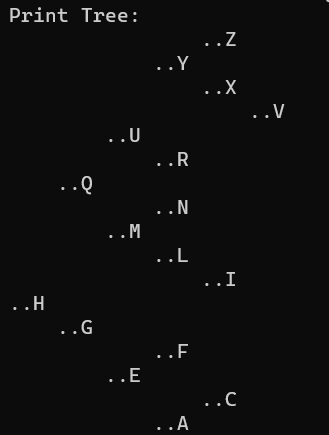 Print Tree:
                ..Z
            ..Y
                ..X
                    ..V
        ..U
            ..R
    ..Q
            ..N
        ..M
            ..L
                ..I
..H
    ..G
            ..F
        ..E
                ..C
            ..A